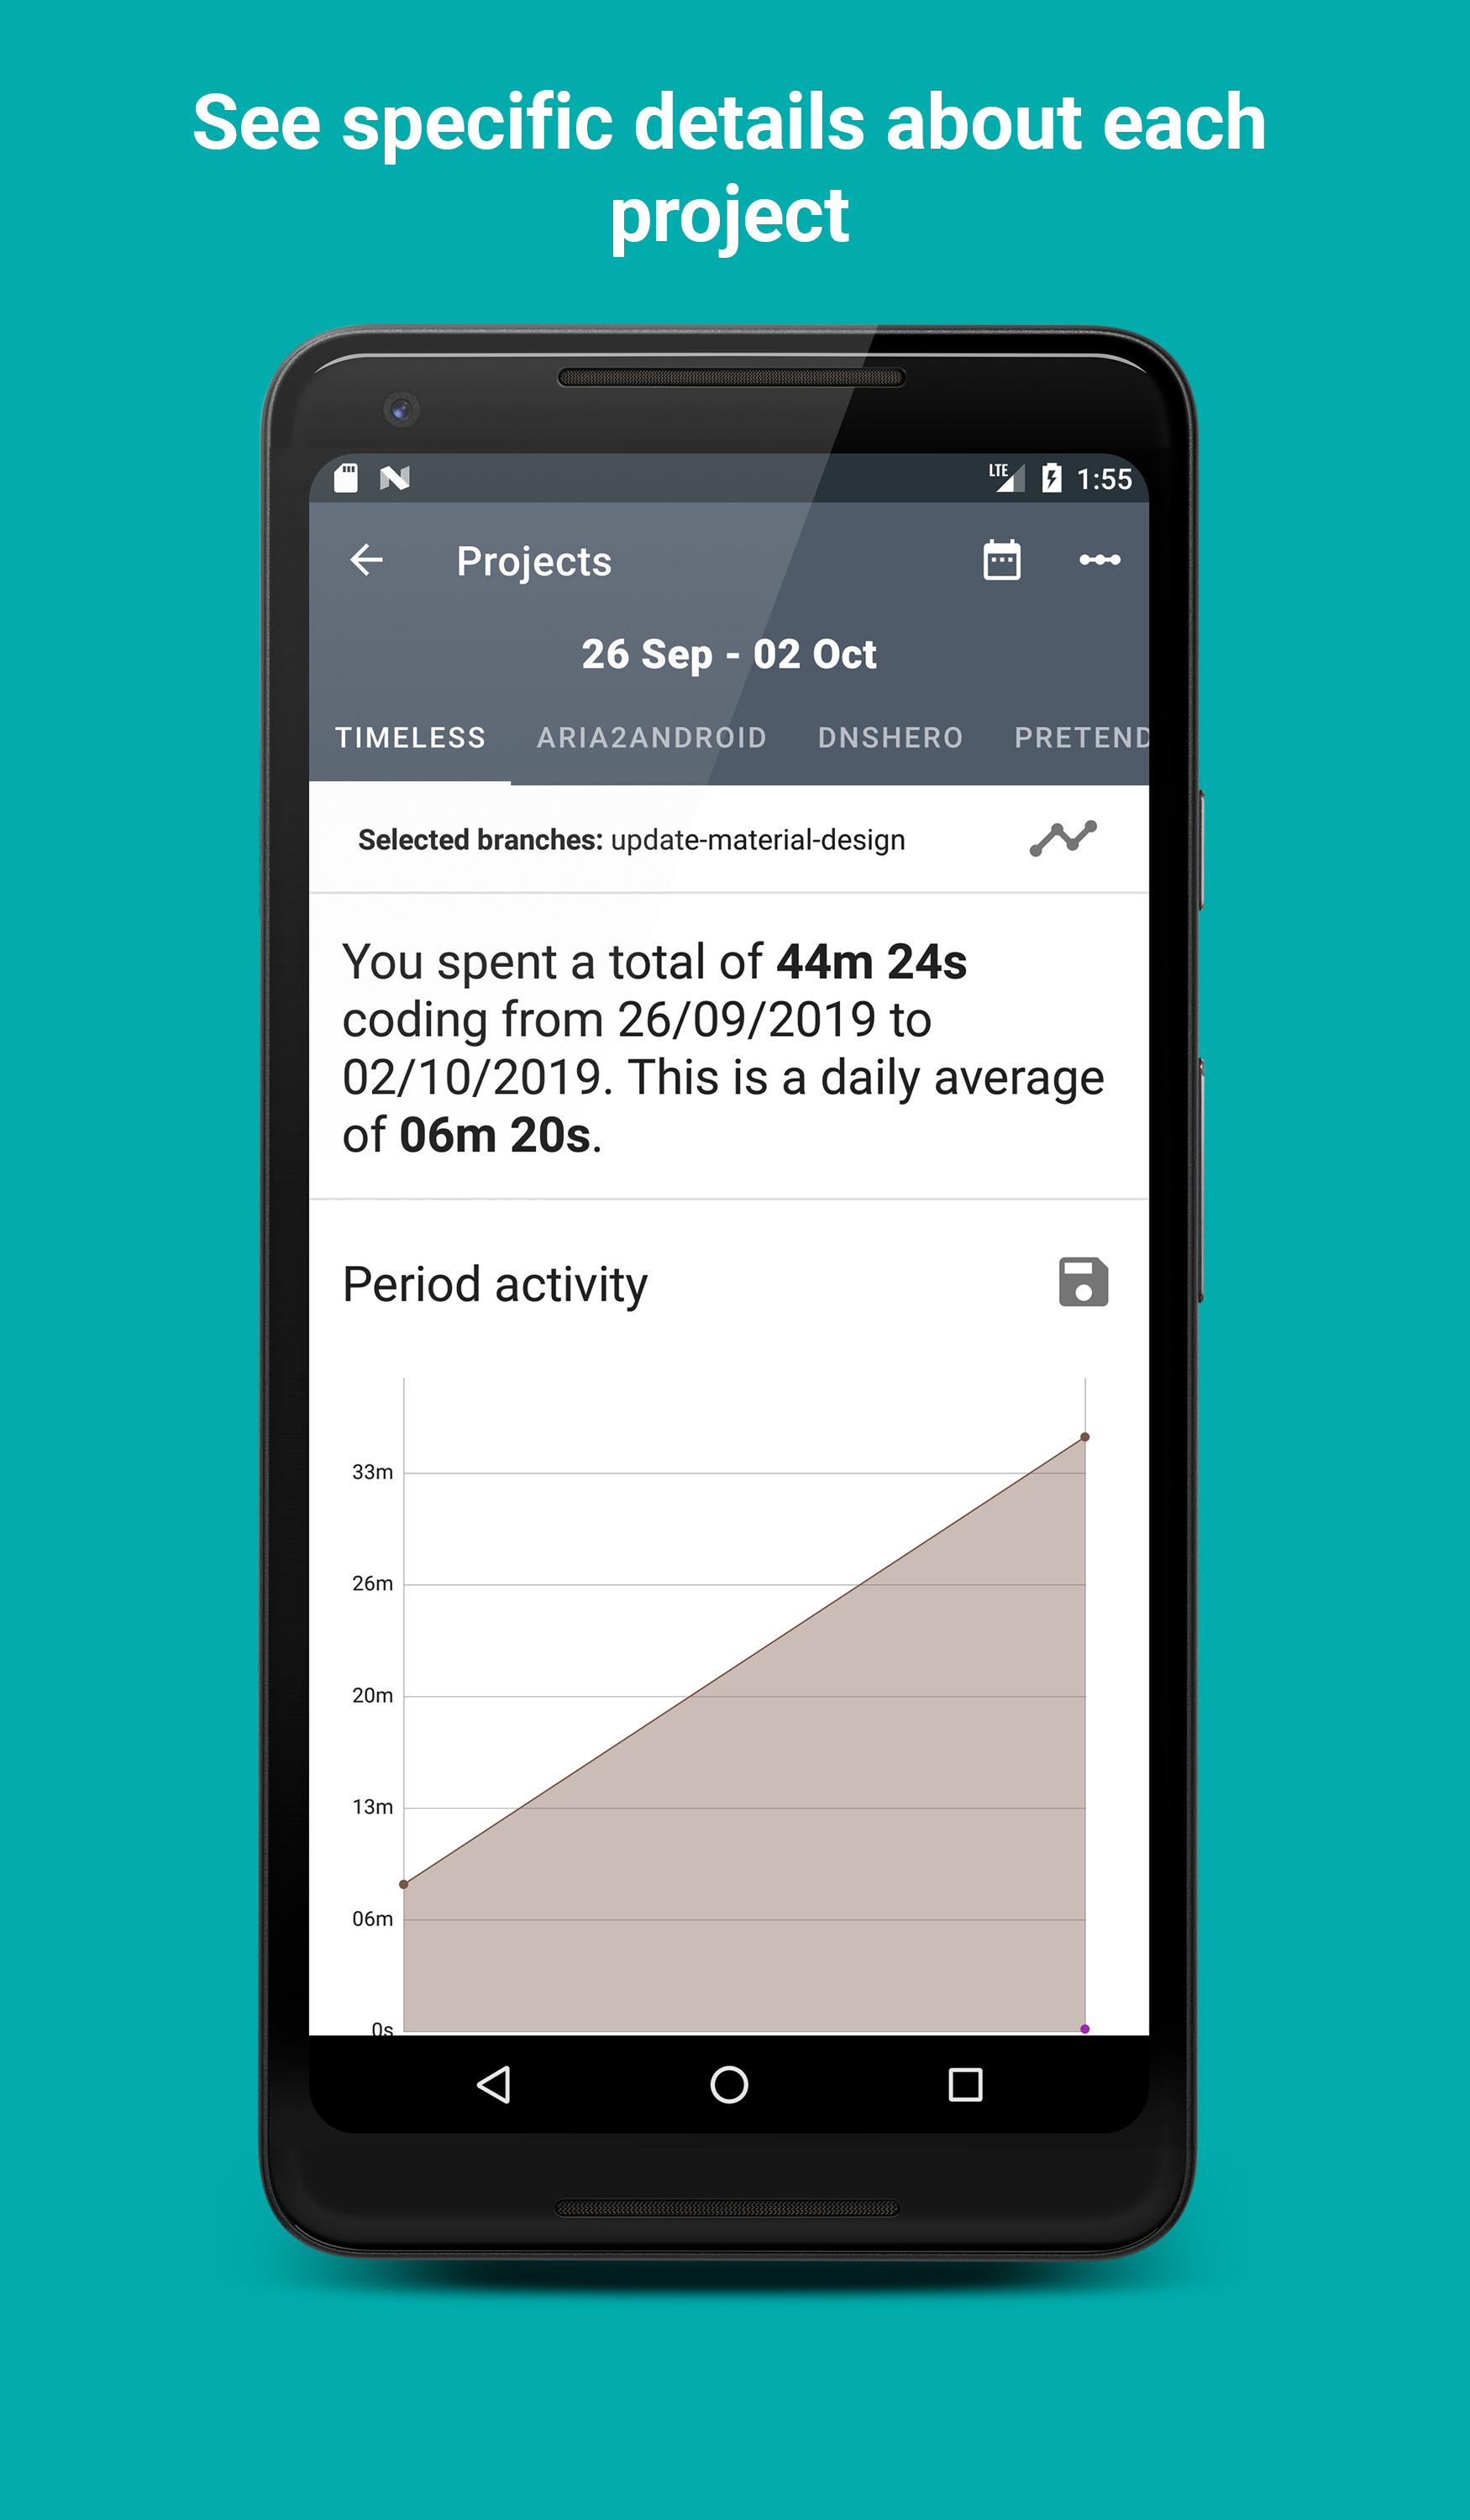 See specific details about each
project
LTE 1:55
Projects
26 Sep - 02 Oct
TIMELESS ARIA2ANDROID DNSHERO PRETEND
Selected branches: update-material-design
You spent a total of 44m 24s
coding from 26/09/2019 to
02/10/2019. This is a daily average
of 06m 20s.
Period activity
33m
26m
20m
13m
06m
0s